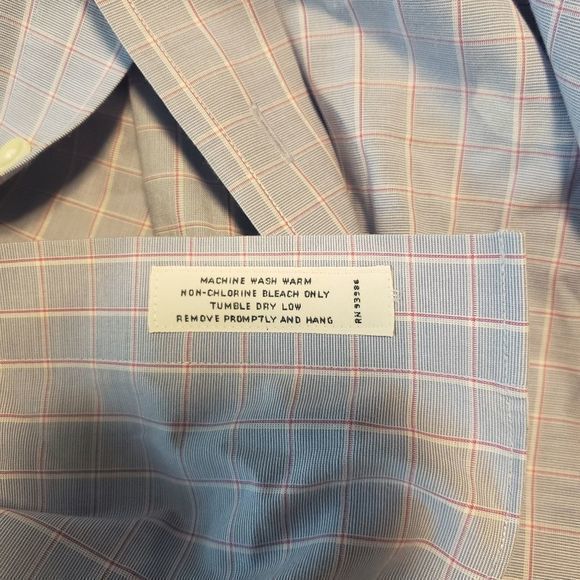 MACHINE WASH WARM
NON-CHLORINE BLEACH ONLY
TUMBLE DRY LOW
REMOVE PROMPTLY AND HANG
RN 93986